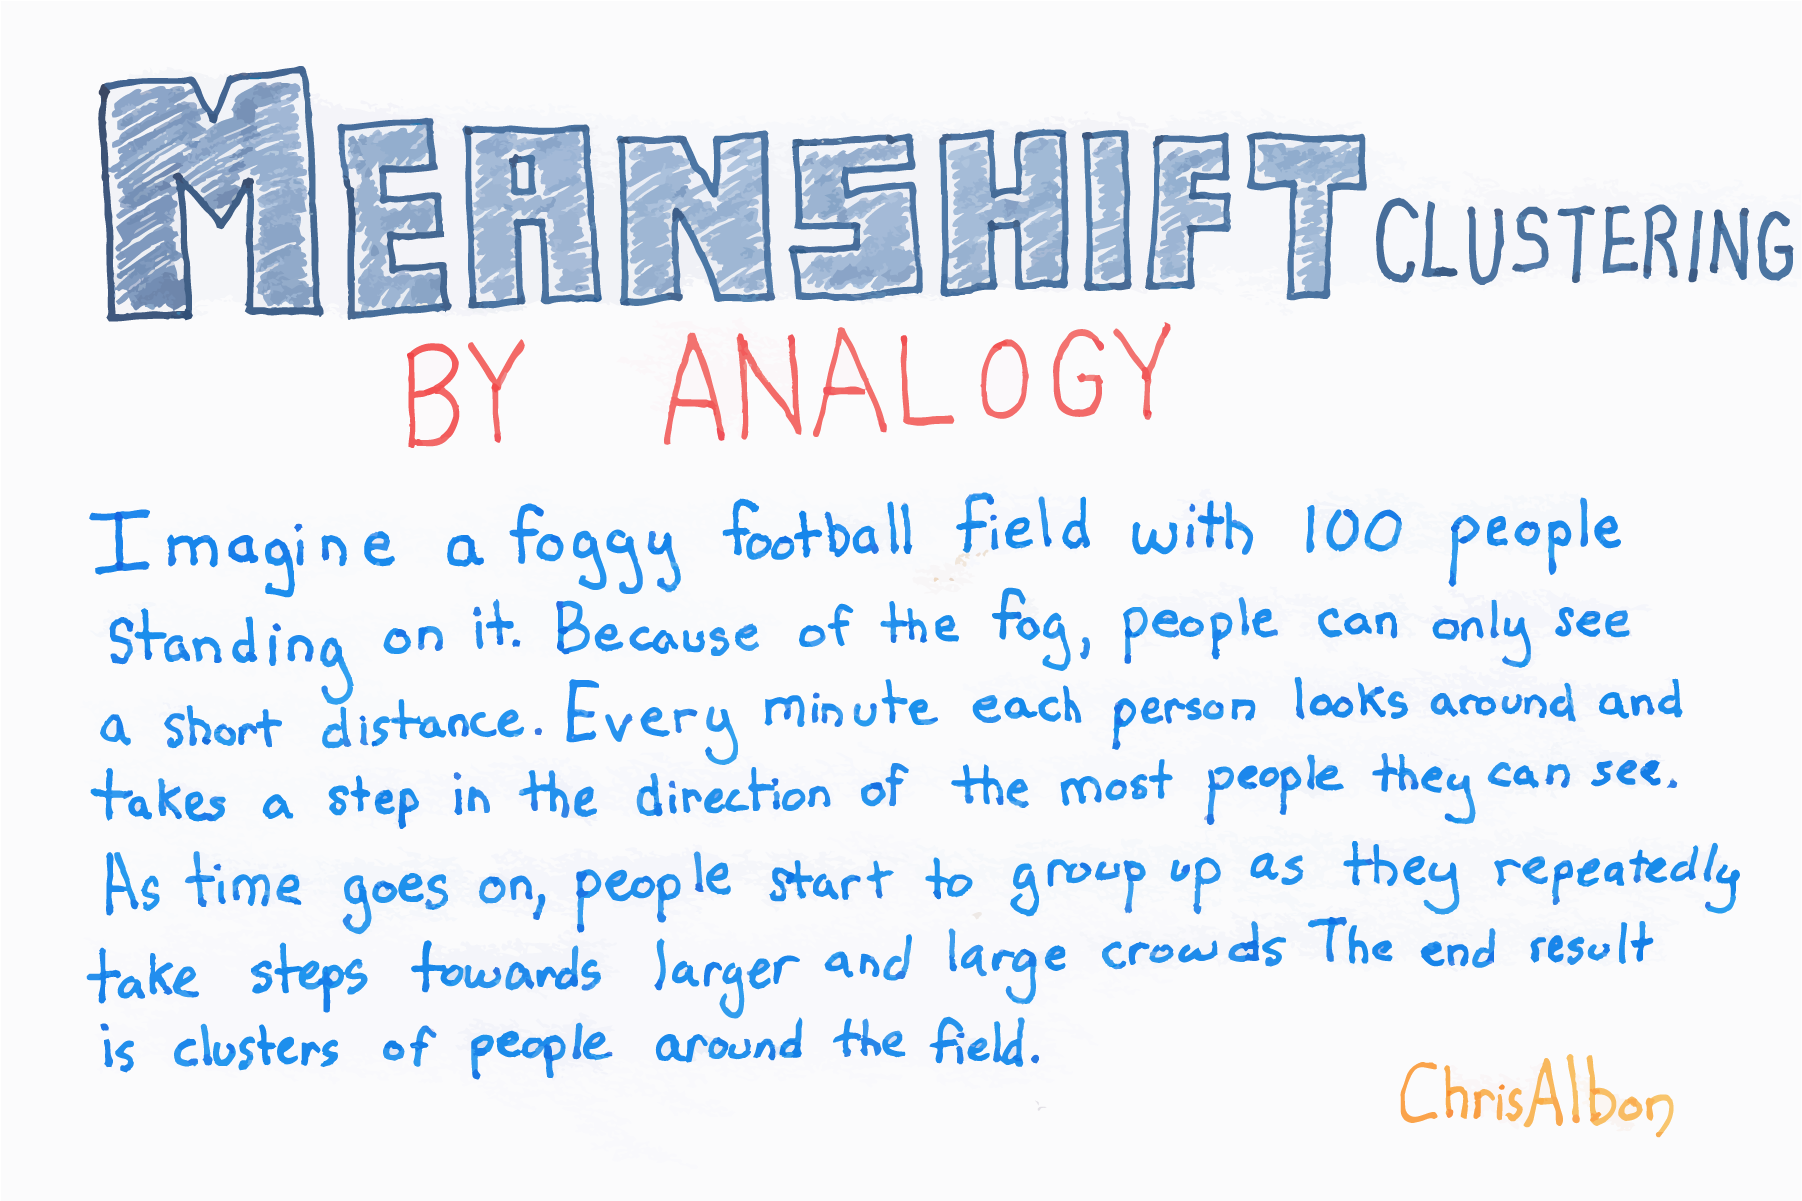 MEANSHIFT CLUSTERING
BY ANALOGY
Imagine a foggy football field with 100 people
standing on it. Because of the fog, people can only see
a short distance. Every minute each person looks around and
takes a step in the direction of the most people they can see.
As time goes on, people start to group up as they repeatedly
take steps towards larger and large crowds The end result
is clusters of people around the field.
ChrisAlbon